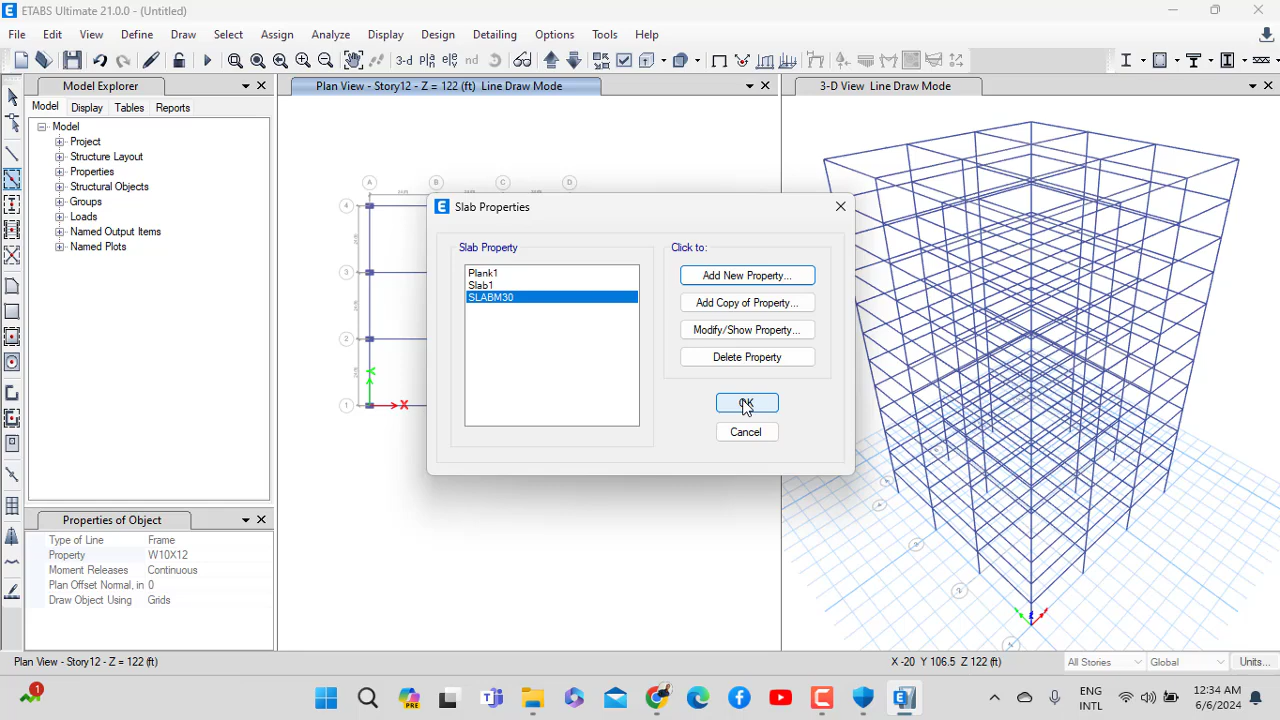 ETABS Ultimate 21.0.0 - (Untitled)
File Edit View Define Draw Select Assign Analyze Display Design Detailing Options Tools Help
3-d
nd
Model Explorer
Plan View - Story12 - Z = 122 (ft) Line Draw Mode
3-D View Line Draw Mode
Model Display Tables Reports
Model
Project
Structure Layout
Properties
Structural Objects
Groups
Loads
Named Output Items
Named Plots
A B C D
4
3
2
1
X
Slab Properties
Slab Property
Click to:
Plank1
Slab1
SLABM30
Add New Property...
Add Copy of Property...
Modify/Show Property...
Delete Property
OK
Cancel
Properties of Object
Type of Line Frame
Property W10X12
Moment Releases Continuous
Plan Offset Normal, in 0
Draw Object Using Grids
Plan View - Story12 - Z = 122 (ft)
X -20 Y 106.5 Z 122 (ft)
All Stories
Global
Units...
1
PRE
ENG
INTL
12:34 AM
6/6/2024